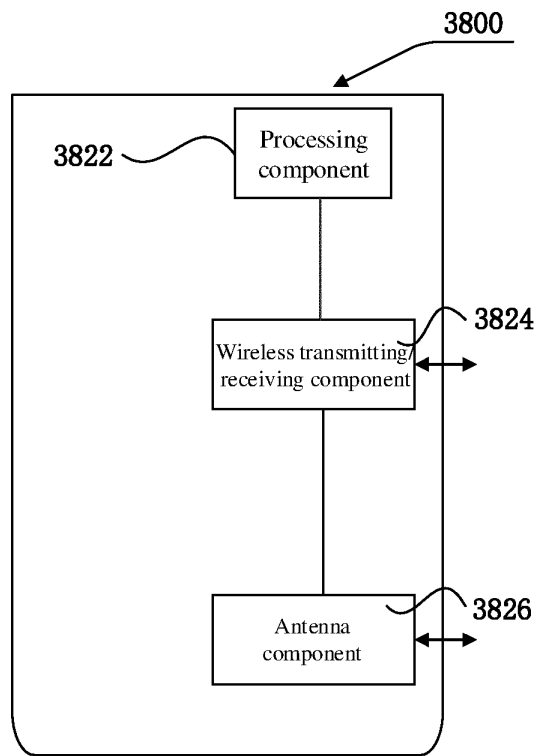 3800
Processing
component
3822
3824
Wireless transmitting/
receiving component
3826
Antenna
component